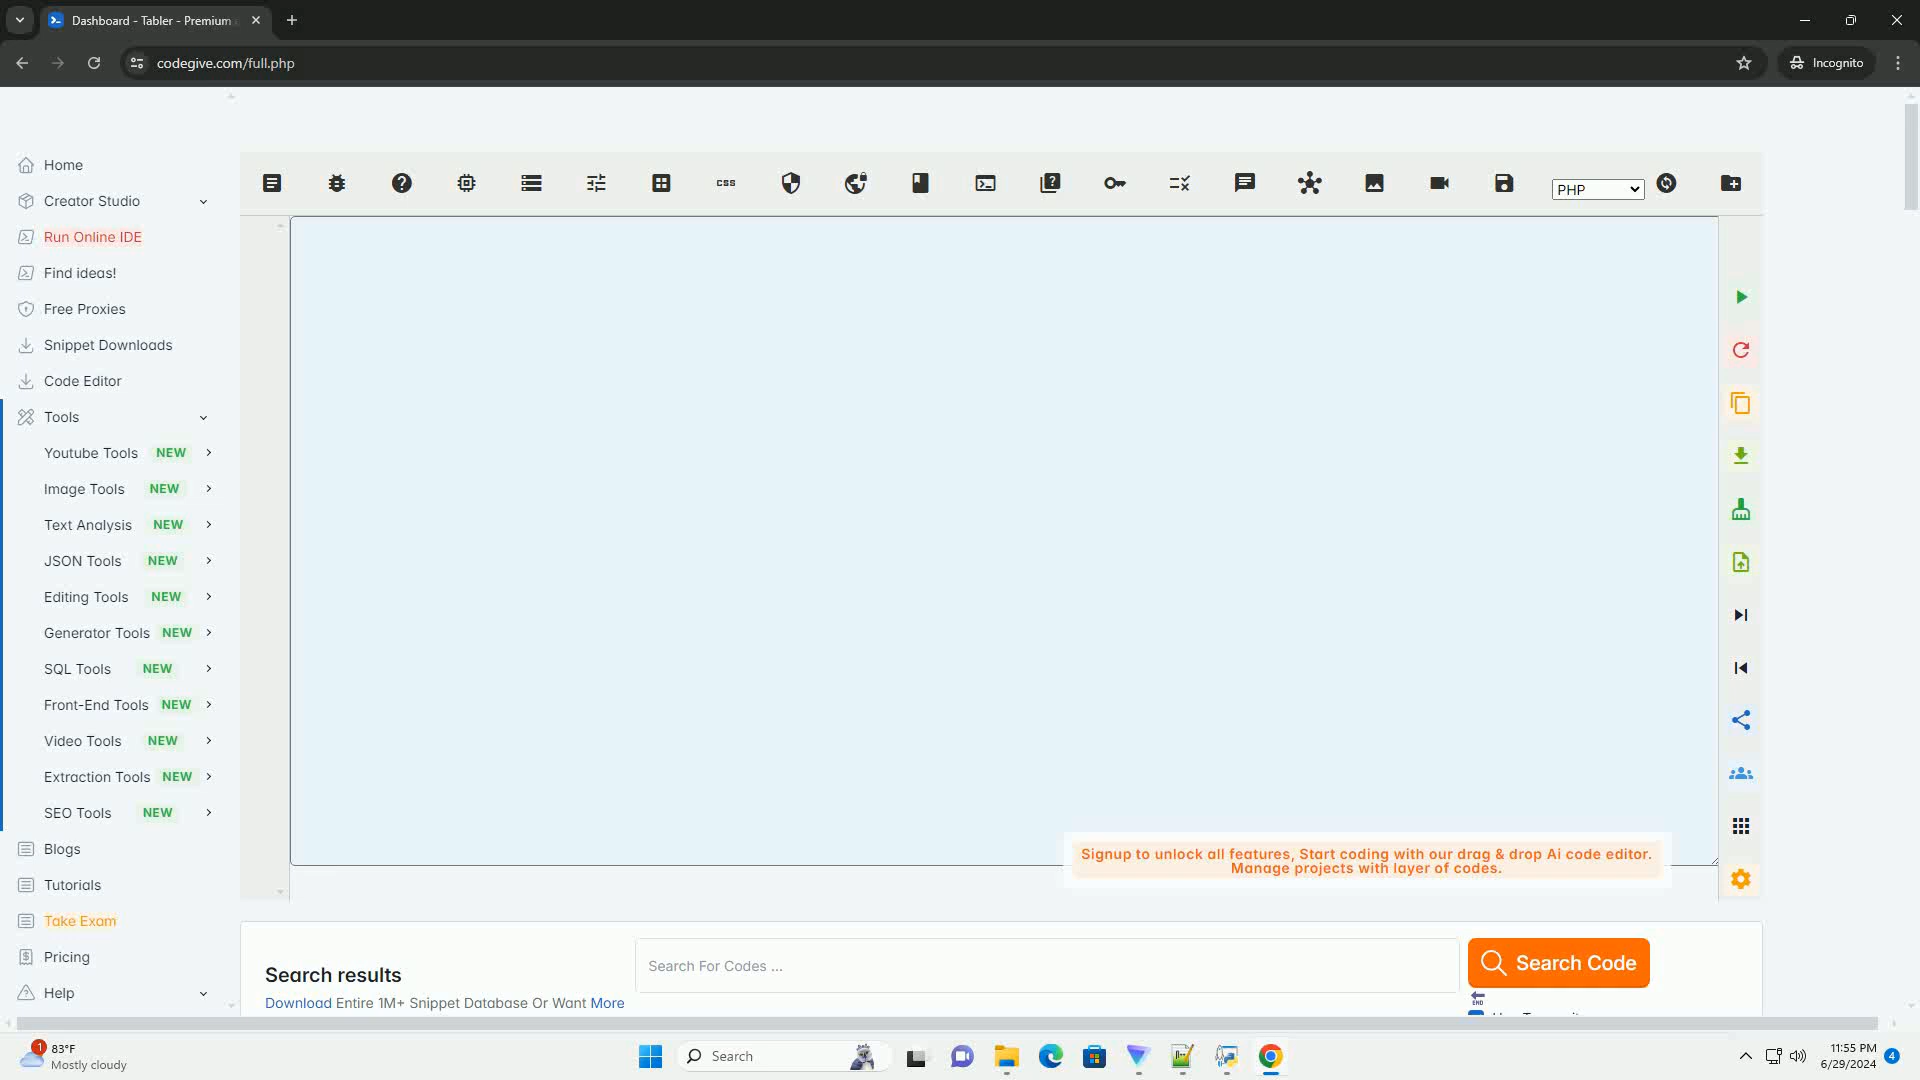 Dashboard - Tabler - Premium
codegive.com/full.php
Incognito
Home
Creator Studio
Run Online IDE
Find ideas!
Free Proxies
Snippet Downloads
Code Editor
Tools
Youtube Tools NEW
Image Tools NEW
Text Analysis NEW
JSON Tools NEW
Editing Tools NEW
Generator Tools NEW
SQL Tools NEW
Front-End Tools NEW
Video Tools NEW
Extraction Tools NEW
SEO Tools NEW
Blogs
Tutorials
Take Exam
Pricing
Help
css
PHP
Signup to unlock all features, Start coding with our drag & drop Ai code editor.
Manage projects with layer of codes.
Search results
Download Entire 1M+ Snippet Database Or Want More
Search For Codes ...
Search Code
END
1
83°F
Mostly cloudy
Search
11:55 PM
6/29/2024
4